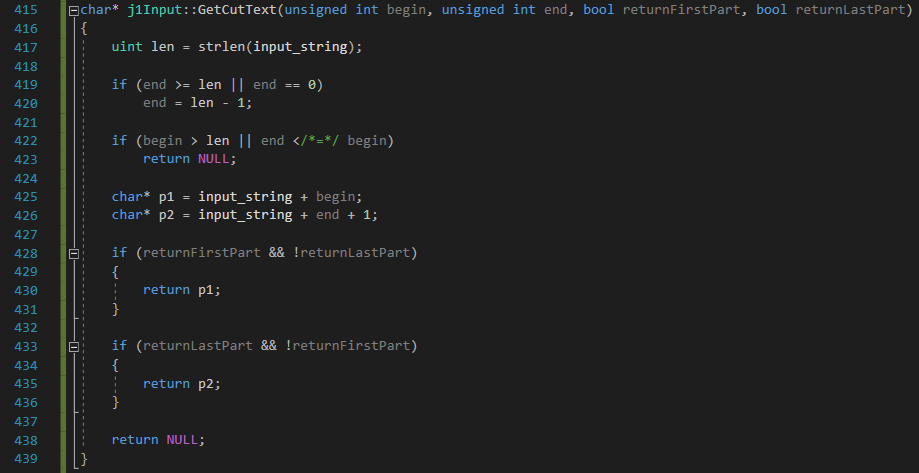 415 char* j1Input::GetCutText(unsigned int begin, unsigned int end, bool returnFirstPart, bool returnLastPart)
416 {
417     uint len = strlen(input_string);
418
419     if (end >= len || end == 0)
420         end = len - 1;
421
422     if (begin > len || end </*=*/ begin)
423         return NULL;
424
425     char* p1 = input_string + begin;
426     char* p2 = input_string + end + 1;
427
428     if (returnFirstPart && !returnLastPart)
429     {
430         return p1;
431     }
432
433     if (returnLastPart && !returnFirstPart)
434     {
435         return p2;
436     }
437
438     return NULL;
439 }